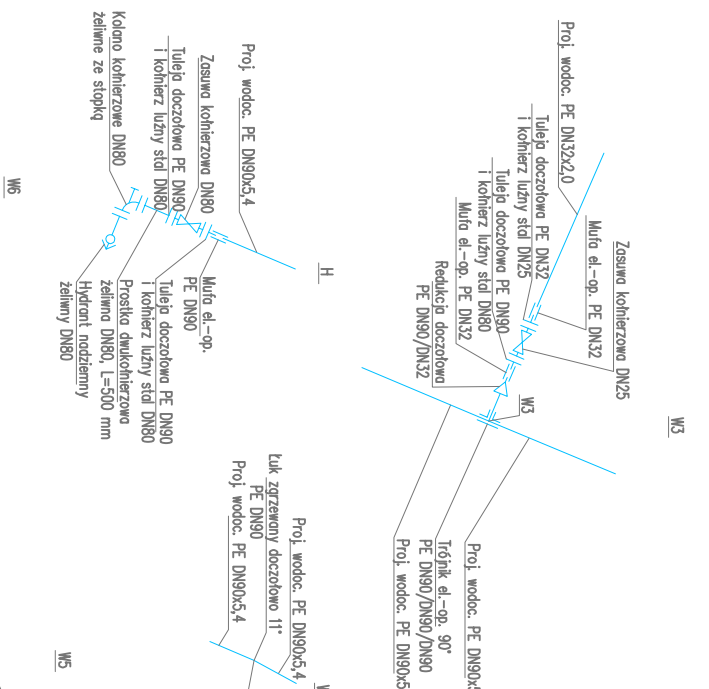 W3
Zasuwa kołnierzowa DN25
Mufa el.-op. PE DN32
Proj. wodoc. PE DN32x2,0
Tuleja doczołowa PE DN32
i kołnierz luźny stal DN25
Tuleja doczołowa PE DN90
i kołnierz luźny stal DN80
Mufa el.-op. PE DN32
Redukcja doczołowa
PE DN90/DN32
W3
Proj. wodoc. PE DN90x5
Trójnik el.-op. 90°
PE DN90/DN90/DN90
Proj. wodoc. PE DN90x5
H
Proj. wodoc. PE DN90x5,4
Zasuwa kołnierzowa DN80
Tuleja doczołowa PE DN90
i kołnierz luźny stal DN80
Kolano kołnierzowe DN80
żeliwne ze stopką
Mufa el.-op.
PE DN90
Tuleja doczołowa PE DN90
i kołnierz luźny stal DN80
Prostka dwukołnierzowa
żeliwna DN80, L=500 mm
Hydrant nadziemny
żeliwny DN80
Proj. wodoc. PE DN90x5,4
Łuk zgrzewany doczołowo 11°
PE DN90
Proj. wodoc. PE DN90x5,4
W5
W6